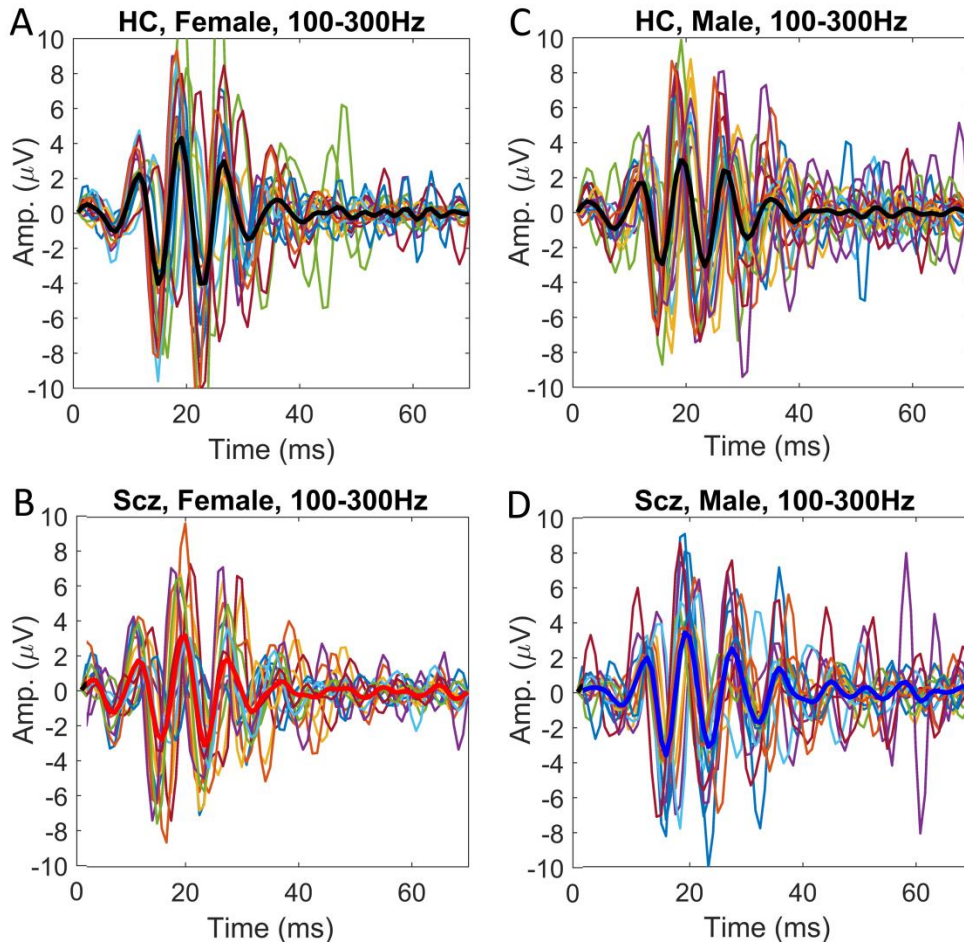 A
HC, Female, 100-300Hz
Amp. (μV)
10
8
6
4
2
0
-2
-4
-6
-8
-10
0 20 40 60
Time (ms)
C
HC, Male, 100-300Hz
Amp. (μV)
10
8
6
4
2
0
-2
-4
-6
-8
-10
0 20 40 60
Time (ms)
B
Scz, Female, 100-300Hz
Amp. (μV)
10
8
6
4
2
0
-2
-4
-6
-8
-10
0 20 40 60
Time (ms)
D
Scz, Male, 100-300Hz
Amp. (μV)
10
8
6
4
2
0
-2
-4
-6
-8
-10
0 20 40 60
Time (ms)